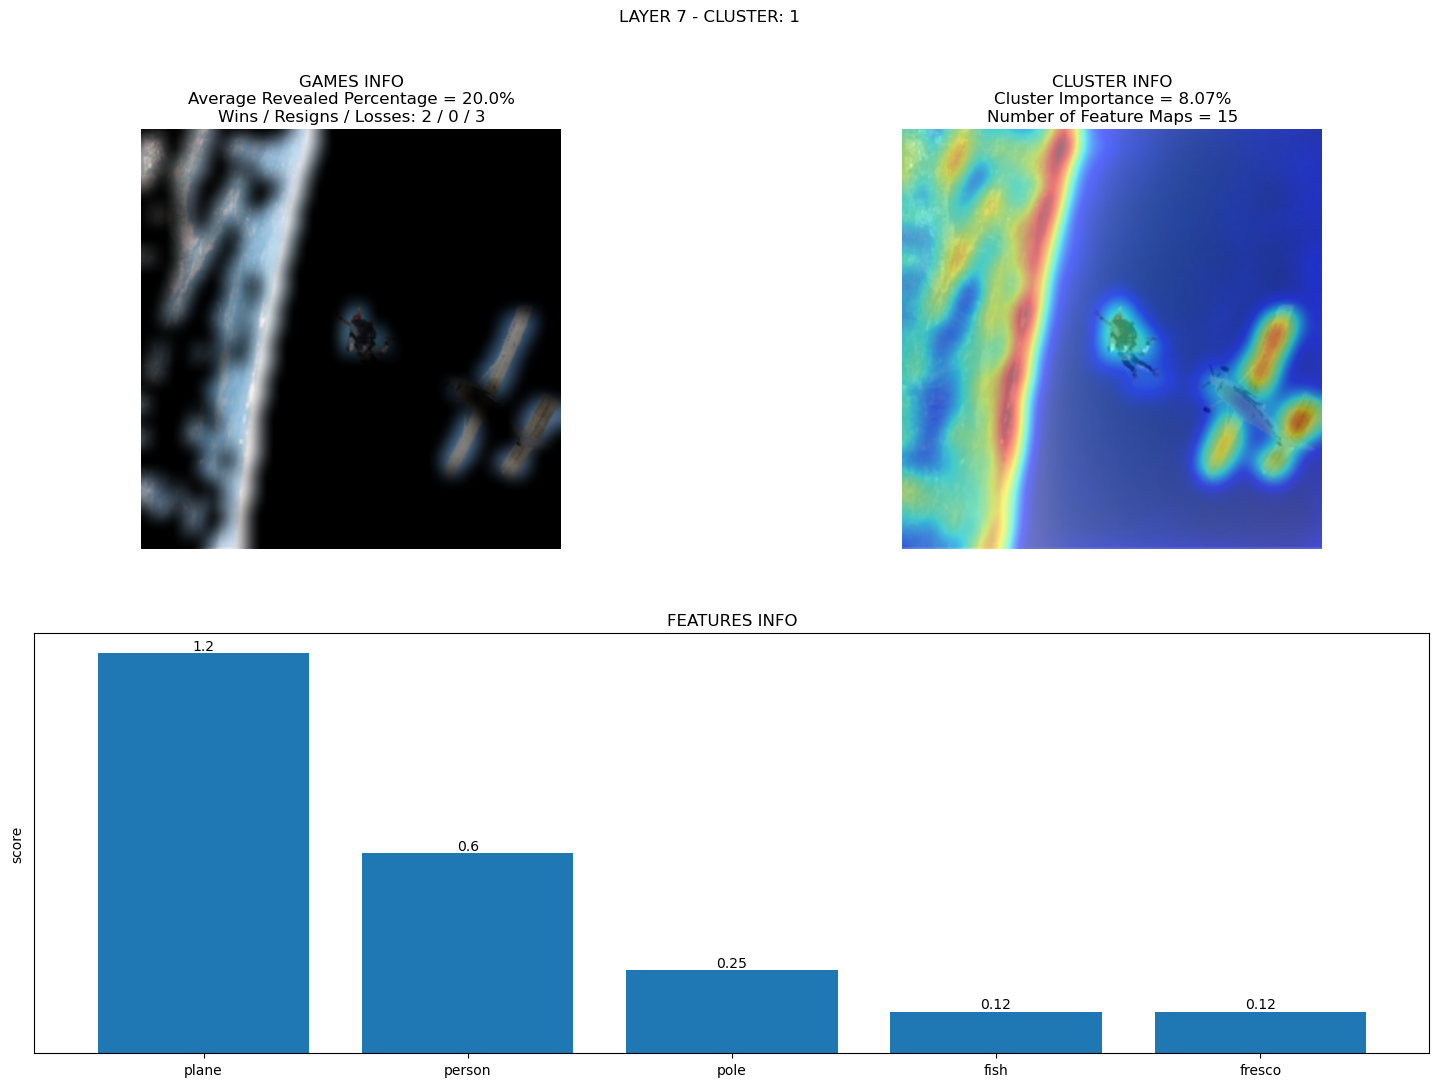 LAYER 7 - CLUSTER: 1
GAMES INFO
Average Revealed Percentage = 20.0%
Wins / Resigns / Losses: 2 / 0 / 3
CLUSTER INFO
Cluster Importance = 8.07%
Number of Feature Maps = 15
FEATURES INFO
score
1.2
0.6
0.25
0.12
0.12
plane
person
pole
fish
fresco